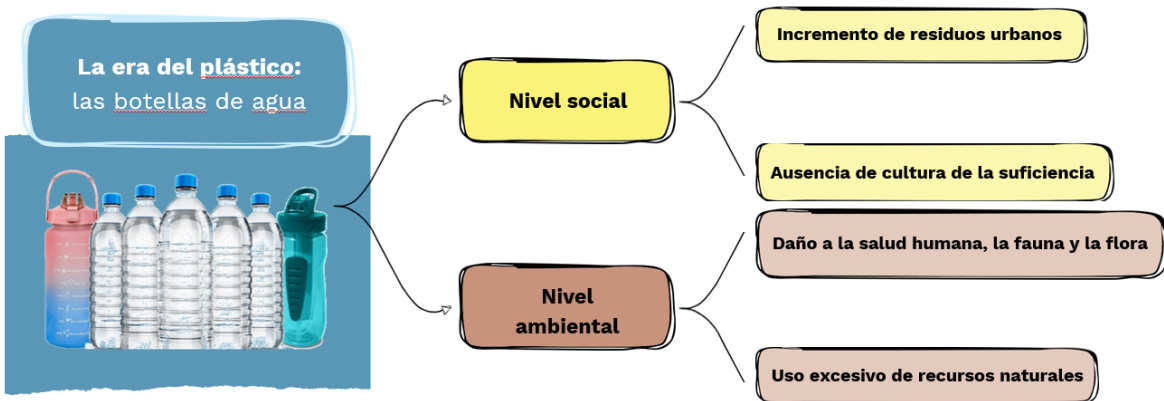 La era del plástico:
las botellas de agua
Nivel social
Incremento de residuos urbanos
Ausencia de cultura de la suficiencia
Nivel
ambiental
Daño a la salud humana, la fauna y la flora
Uso excesivo de recursos naturales